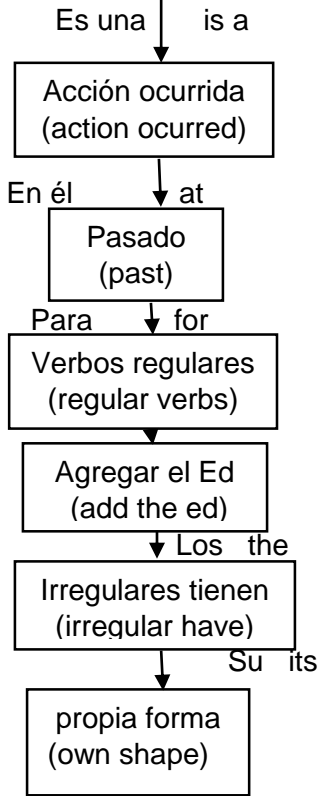 Es una is a
Acción ocurrida
(action ocurred)
En él at
Pasado
(past)
Para for
Verbos regulares
(regular verbs)
Agregar el Ed
(add the ed)
Los the
Irregulares tienen
(irregular have)
Su its
propia forma
(own shape)